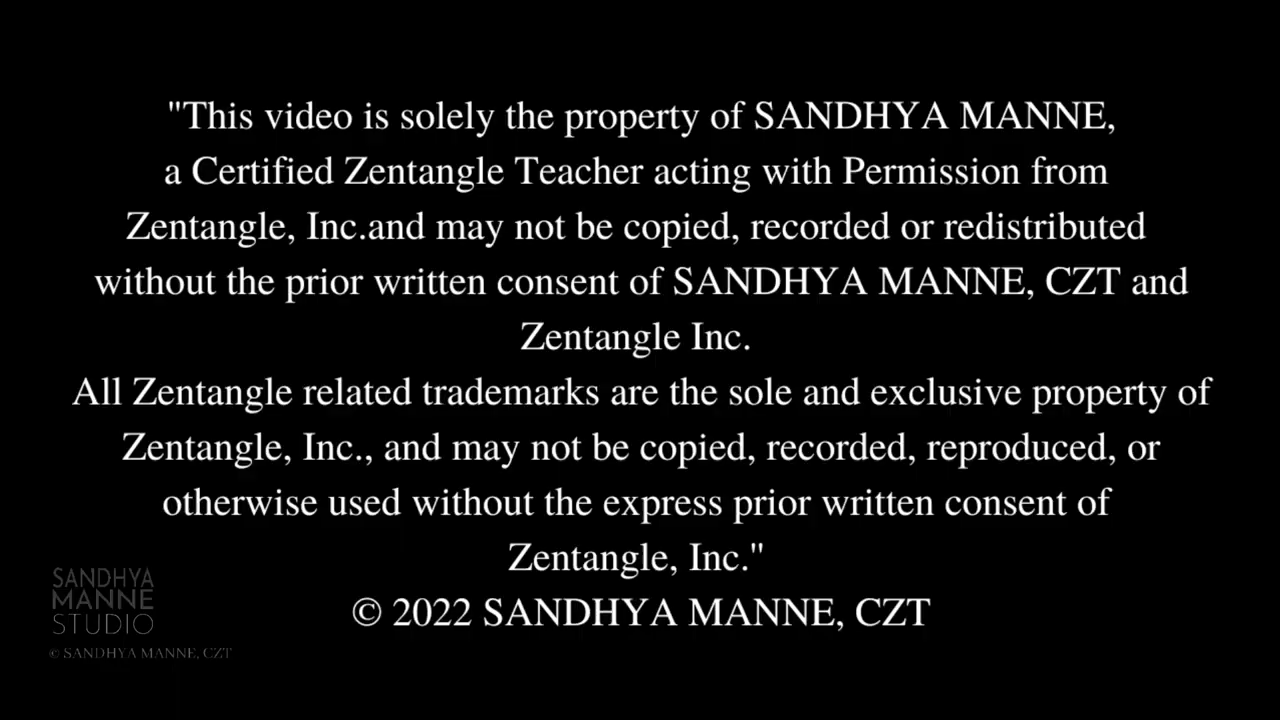 "This video is solely the property of SANDHYA MANNE,
a Certified Zentangle Teacher acting with Permission from
Zentangle, Inc.and may not be copied, recorded or redistributed
without the prior written consent of SANDHYA MANNE, CZT and
Zentangle Inc.
All Zentangle related trademarks are the sole and exclusive property of
Zentangle, Inc., and may not be copied, recorded, reproduced, or
otherwise used without the express prior written consent of
Zentangle, Inc."
© 2022 SANDHYA MANNE, CZT
SANDHYA
MANNE
STUDIO
© SANDHYA MANNE, CZT